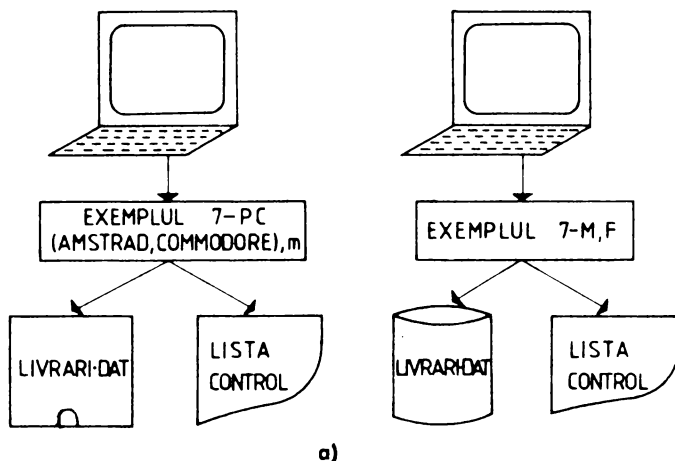 EXEMPLUL 7-PC
(AMSTRAD,COMMODORE),m
LIVRARI·DAT
LISTA
CONTROL
EXEMPLUL 7-M,F
LIVRARI·DAT
LISTA
CONTROL
a)